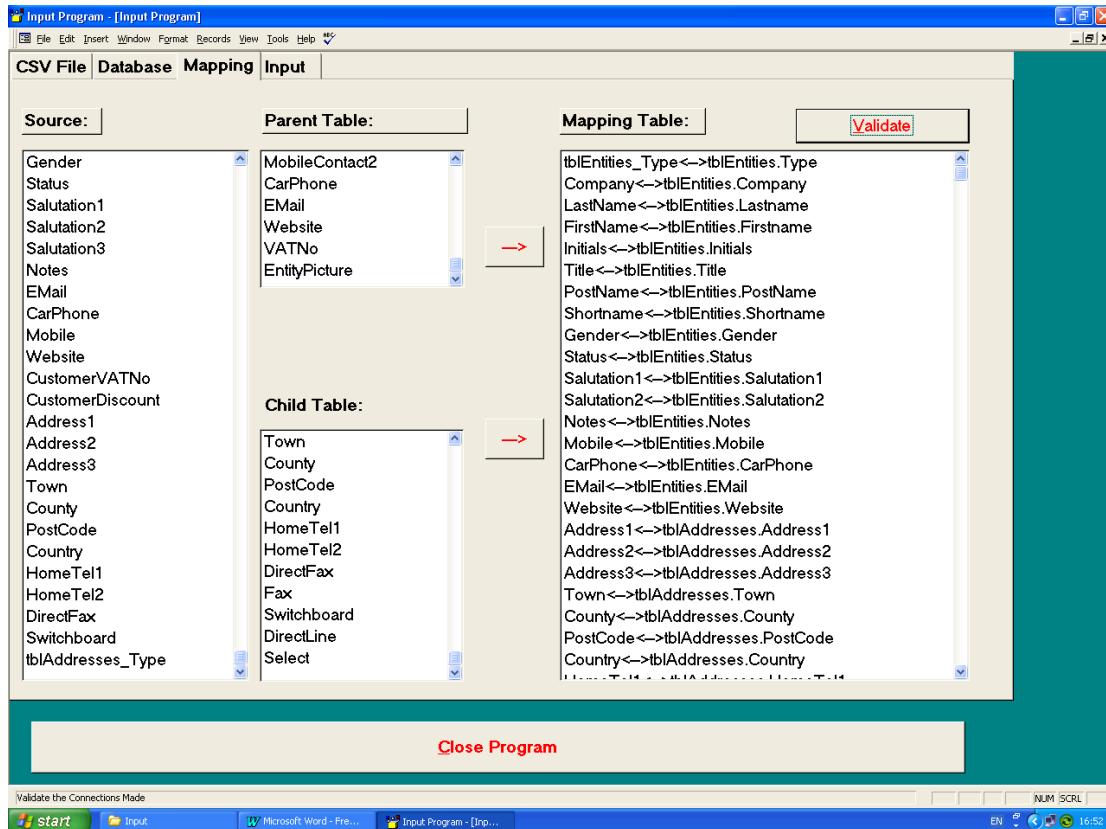 Input Program - [Input Program]
File Edit Insert Window Format Records View Tools Help ABC
CSV File Database Mapping Input
Source:
Gender
Status
Salutation1
Salutation2
Salutation3
Notes
EMail
CarPhone
Mobile
Website
CustomerVATNo
CustomerDiscount
Address1
Address2
Address3
Town
County
PostCode
Country
HomeTel1
HomeTel2
DirectFax
Switchboard
tblAddresses_Type
Parent Table:
MobileContact2
CarPhone
EMail
Website
VATNo
EntityPicture
--->
Child Table:
Town
County
PostCode
Country
HomeTel1
HomeTel2
DirectFax
Fax
Switchboard
DirectLine
Select
--->
Mapping Table:
Validate
tblEntities_Type<-->tblEntities.Type
Company<-->tblEntities.Company
LastName<-->tblEntities.Lastname
FirstName<-->tblEntities.Firstname
Initials<-->tblEntities.Initials
Title<-->tblEntities.Title
PostName<-->tblEntities.PostName
Shortname<-->tblEntities.Shortname
Gender<-->tblEntities.Gender
Status<-->tblEntities.Status
Salutation1<-->tblEntities.Salutation1
Salutation2<-->tblEntities.Salutation2
Notes<-->tblEntities.Notes
Mobile<-->tblEntities.Mobile
CarPhone<-->tblEntities.CarPhone
EMail<-->tblEntities.EMail
Website<-->tblEntities.Website
Address1<-->tblAddresses.Address1
Address2<-->tblAddresses.Address2
Address3<-->tblAddresses.Address3
Town<-->tblAddresses.Town
County<-->tblAddresses.County
PostCode<-->tblAddresses.PostCode
Country<-->tblAddresses.Country
HomeTel1<-->tblAddresses.HomeTel1
Close Program
Validate the Connections Made
NUM SCRL
start Input Microsoft Word - Fre... Input Program - [Inp... EN 16:52